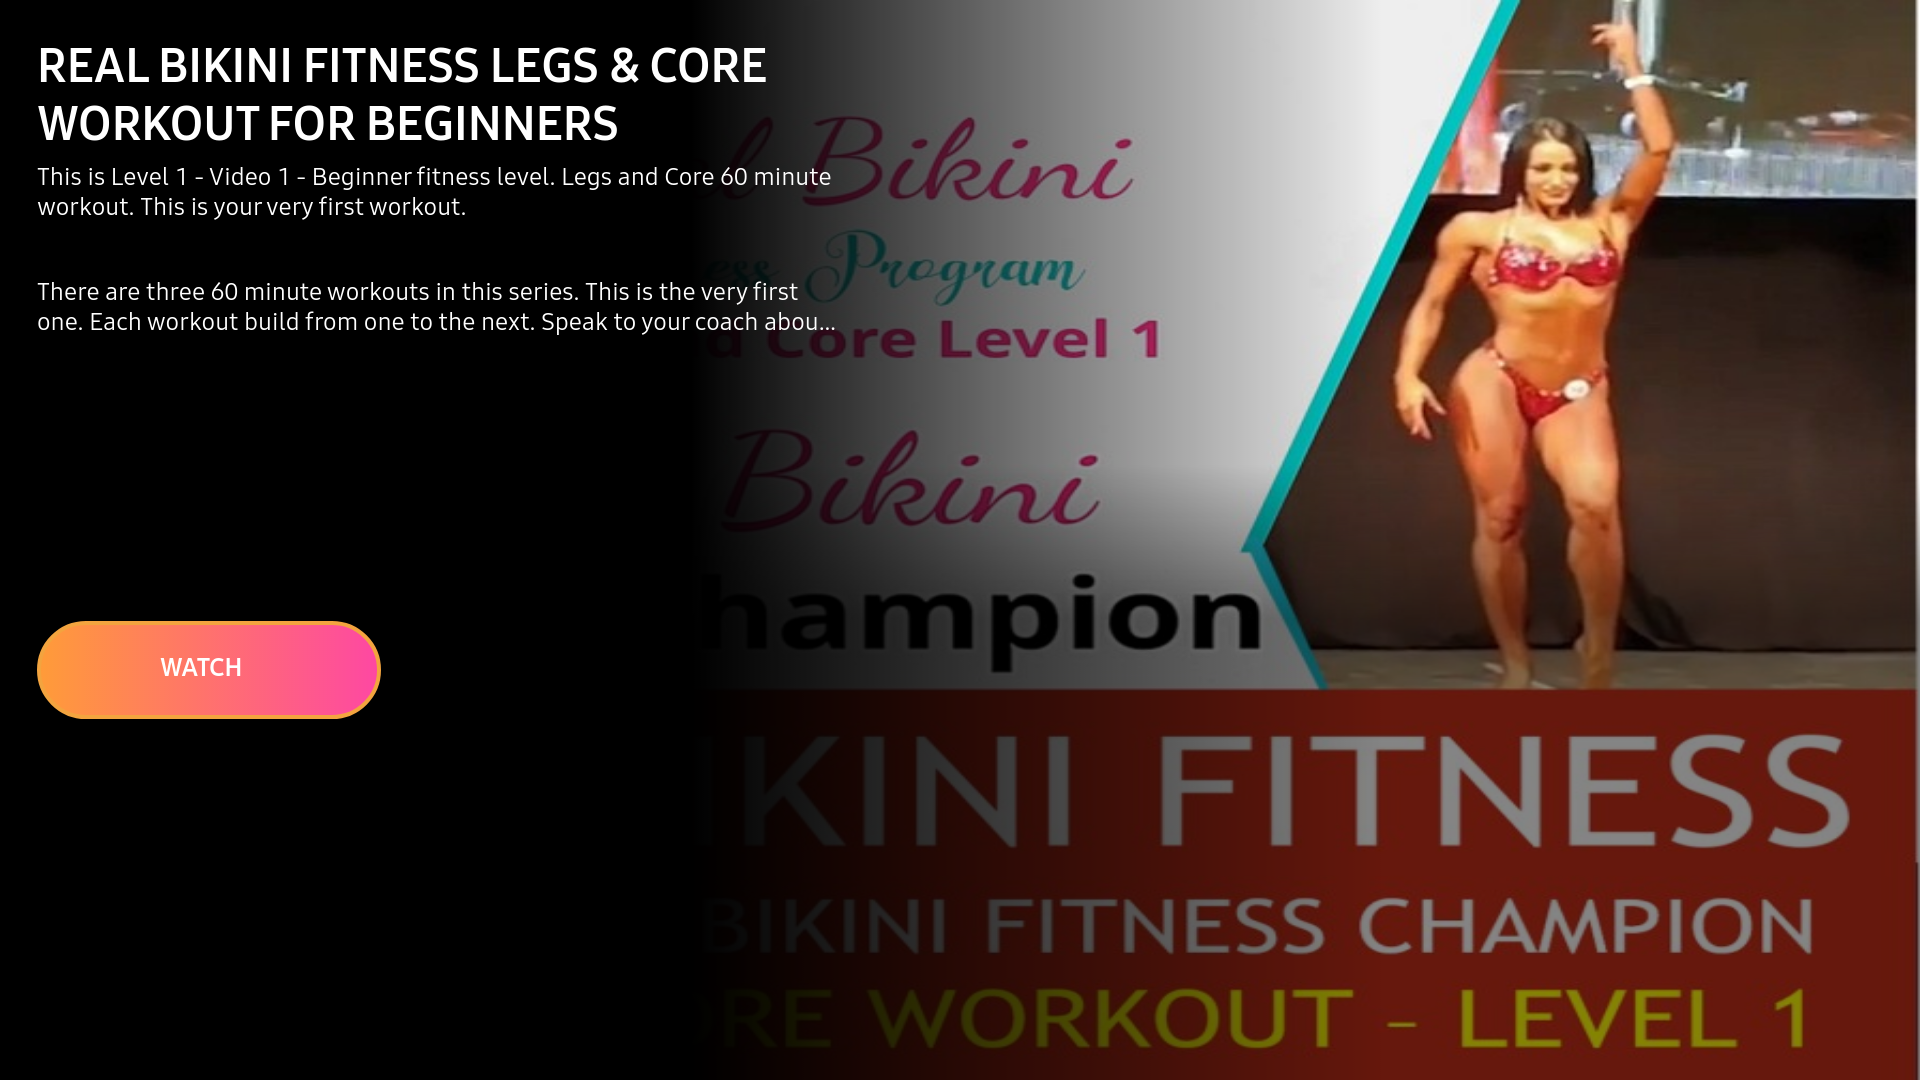 REAL BIKINI FITNESS LEGS & CORE
WORKOUT FOR BEGINNERS
This is Level 1 - Video 1 - Beginner fitness level. Legs and Core 60 minute
workout. This is your very first workout.
There are three 60 minute workouts in this series. This is the very first
one. Each workout build from one to the next. Speak to your coach abou...
WATCH
Bikini
Program
Core Level 1
Bikini
hampion
IKINI FITNESS
BIKINI FITNESS CHAMPION
ORE WORKOUT - LEVEL 1